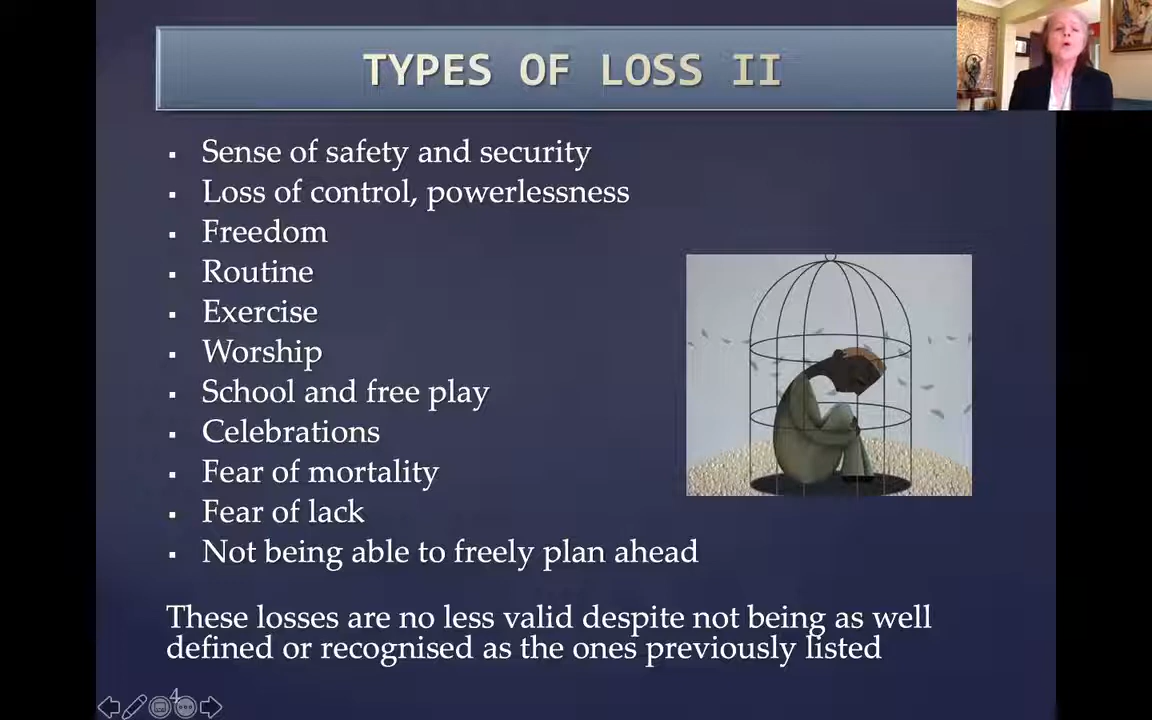 TYPES OF LOSS II
▪ Sense of safety and security
▪ Loss of control, powerlessness
▪ Freedom
▪ Routine
▪ Exercise
▪ Worship
▪ School and free play
▪ Celebrations
▪ Fear of mortality
▪ Fear of lack
▪ Not being able to freely plan ahead
These losses are no less valid despite not being as well
defined or recognised as the ones previously listed
4